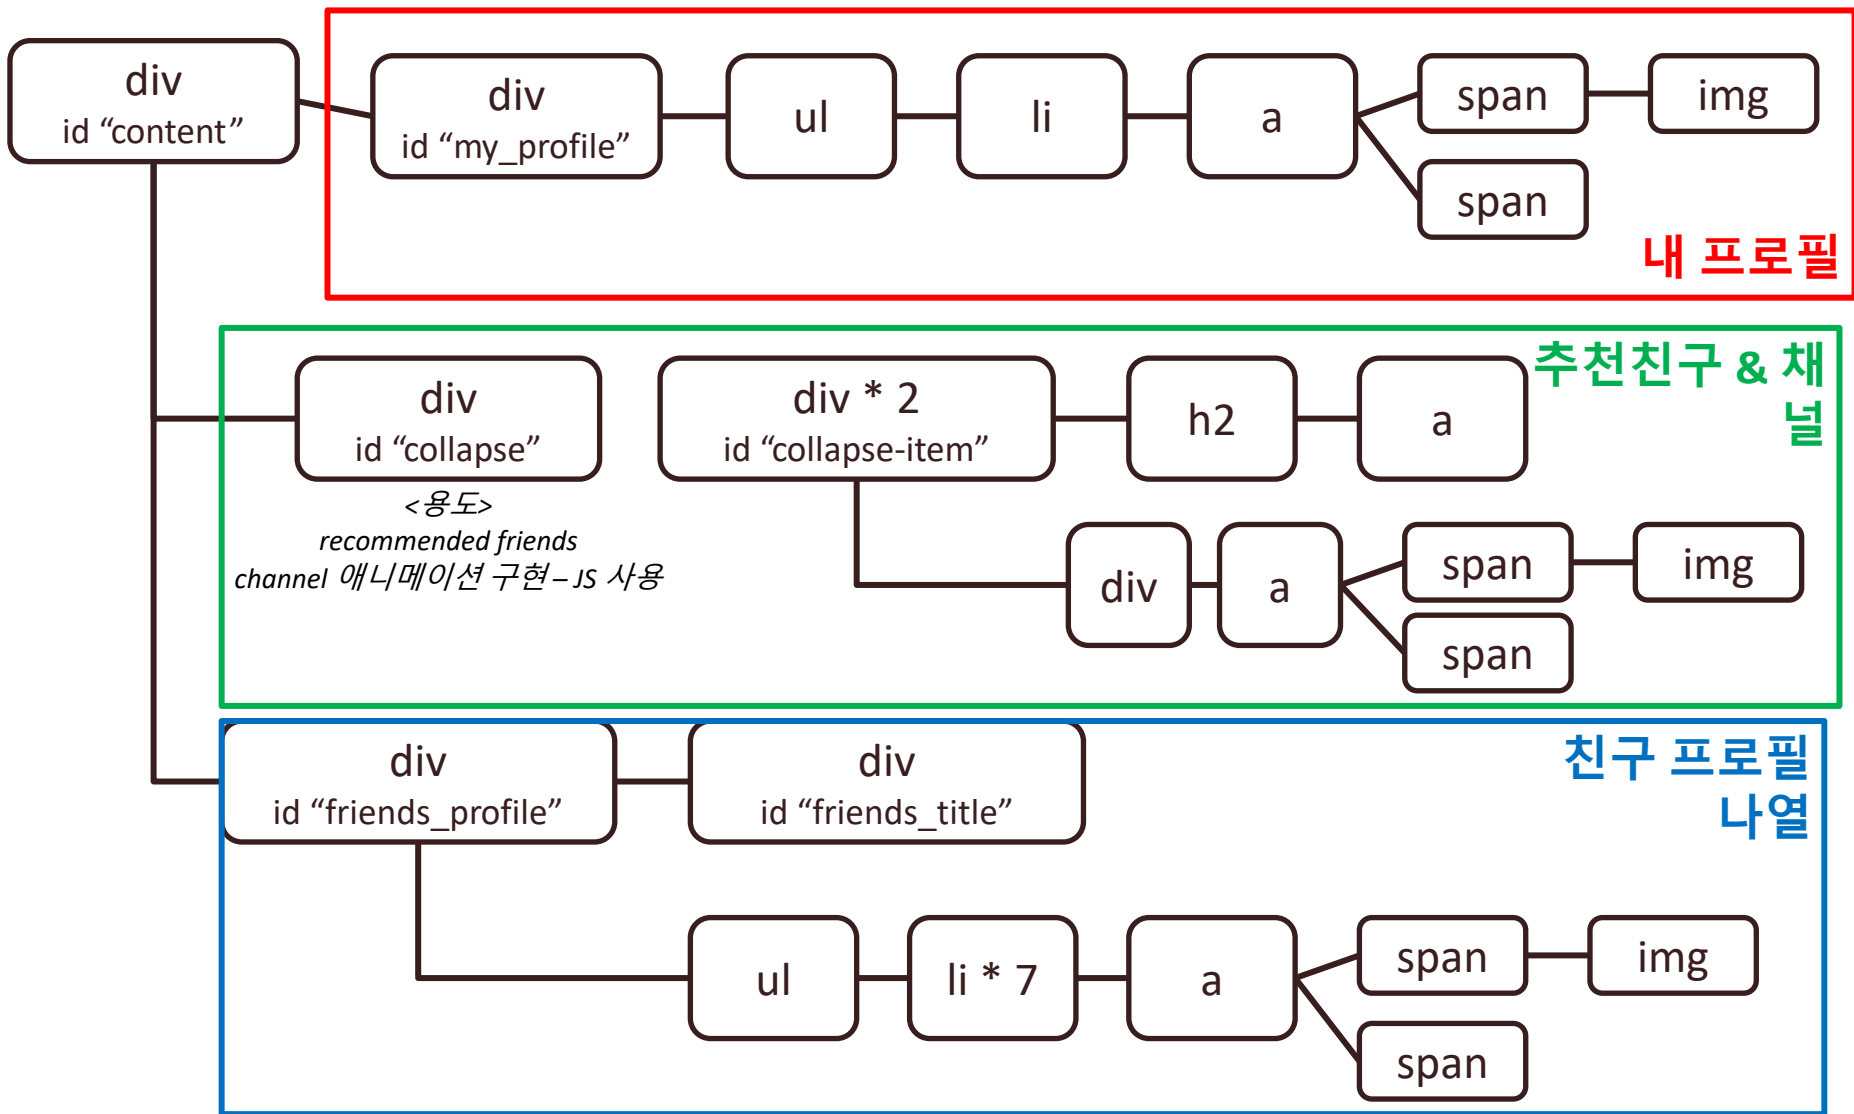 div
id “content”
div
id “my_profile”
ul
li
a
span
img
span
내 프로필
추천친구 & 채
널
div
id “collapse”
<용도>
recommended friends
channel 애니메이션 구현 – JS 사용
div * 2
id “collapse-item”
h2
a
div
a
span
img
span
친구 프로필
나열
div
id “friends_profile”
div
id “friends_title”
ul
li * 7
a
span
img
span